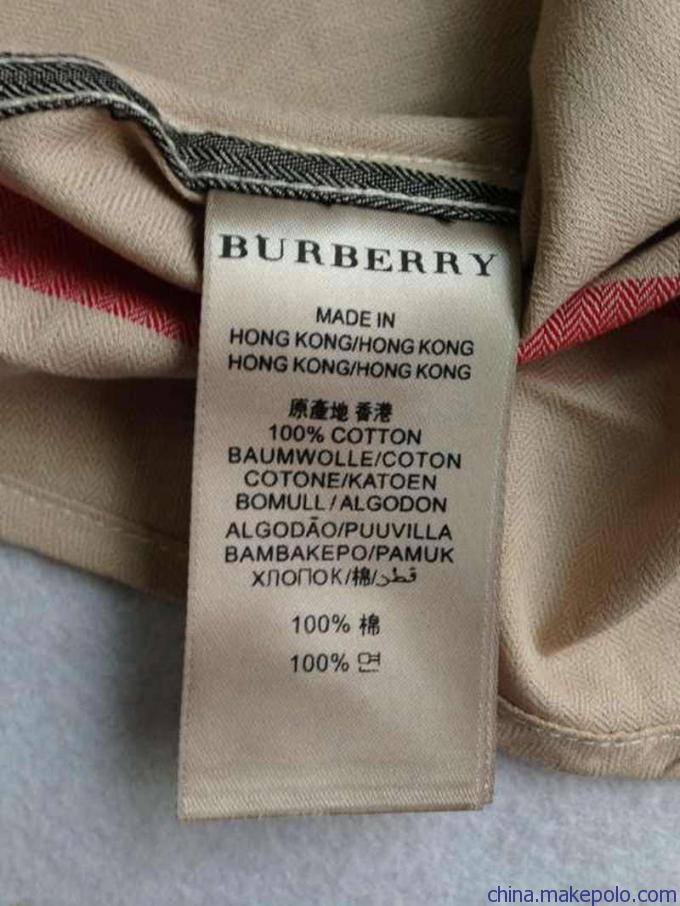 BURBERRY
MADE IN
HONG KONG/HONG KONG
HONG KONG/HONG KONG
原產地 香港
100% COTTON
BAUMWOLLE/COTON
COTONE/KATOEN
BOMULL/ALGODON
ALGODÃO/PUUVILLA
BAMBAKEPO/PAMUK
ХЛОПОК/棉/قطر
100% 棉
100% 면
china.makepolo.com